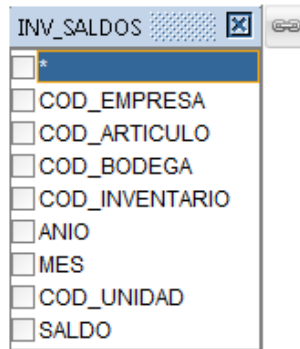 INV_SALDOS
*
COD_EMPRESA
COD_ARTICULO
COD_BODEGA
COD_INVENTARIO
ANIO
MES
COD_UNIDAD
SALDO